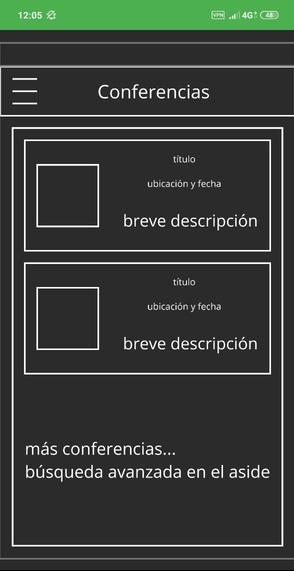 12:05 VPN 4G+ 48
Conferencias
título
ubicación y fecha
breve descripción
título
ubicación y fecha
breve descripción
más conferencias...
búsqueda avanzada en el aside